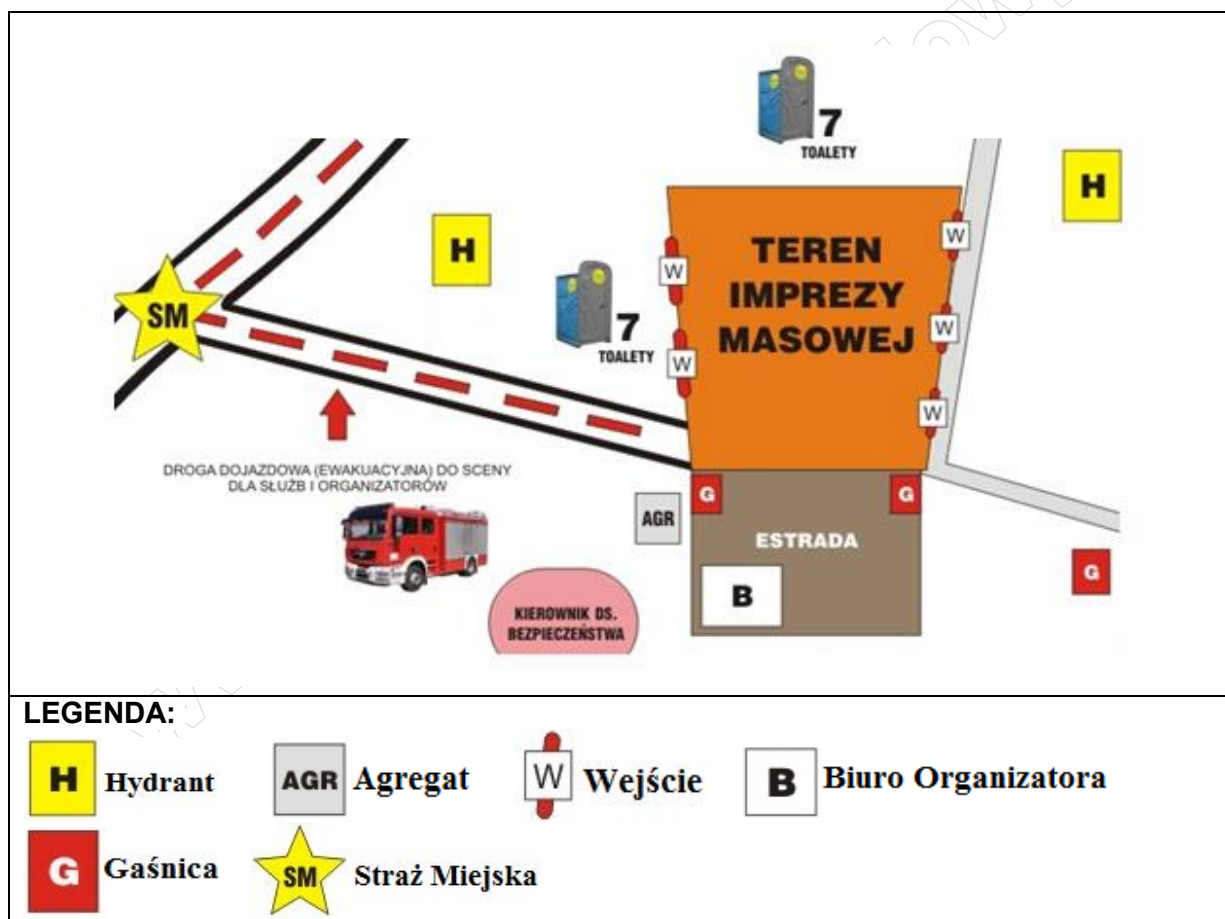 7
TOALETY
H
H
W
TEREN
IMPREZY
MASOWEJ
W
SM
7
TOALETY
W
W
W
DROGA DOJAZDOWA (EWAKUACYJNA) DO SCENY
DLA SŁUŻB I ORGANIZATORÓW
G
G
AGR
ESTRADA
G
B
KIEROWNIK DS.
BEZPIECZEŃSTWA
LEGENDA:
H Hydrant
AGR Agregat
W Wejście
B Biuro Organizatora
G Gaśnica
SM Straż Miejska